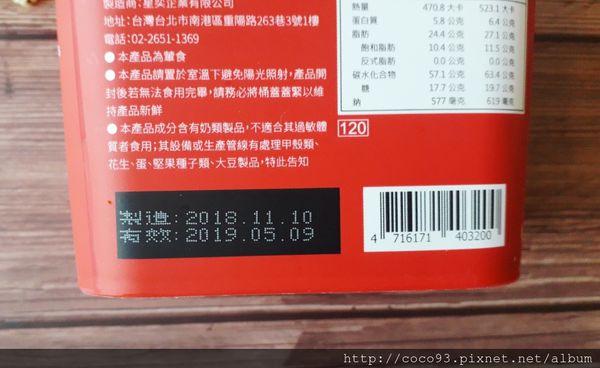 製造商:星奕企業有限公司
地址:台灣台北市南港區重陽路263巷3號1樓
電話:02-2651-1369
●本產品為葷食
●本產品請置於室溫下避免陽光照射,產品開
封後若無法食用完畢,請務必將桶蓋蓋緊以維
持產品新鮮
●本產品成分含有奶類製品,不適合其過敏體
質者食用;其設備或生產管線有處理甲殼類、
花生、蛋、堅果種子類、大豆製品,特此告知
熱量 470.8 大卡 523.1 大卡
蛋白質 5.8 公克 6.4 公克
脂肪 24.4 公克 27.1 公克
飽和脂肪 10.4 公克 11.5 公克
反式脂肪 0.0 公克 0.0 公克
碳水化合物 57.1 公克 63.4 公克
糖 17.7 公克 19.7 公克
鈉 577 毫克 619 毫克
120
製造:2018.11.10
有效:2019.05.09
4 716171 403200
http://coco93.pixnet.net/album